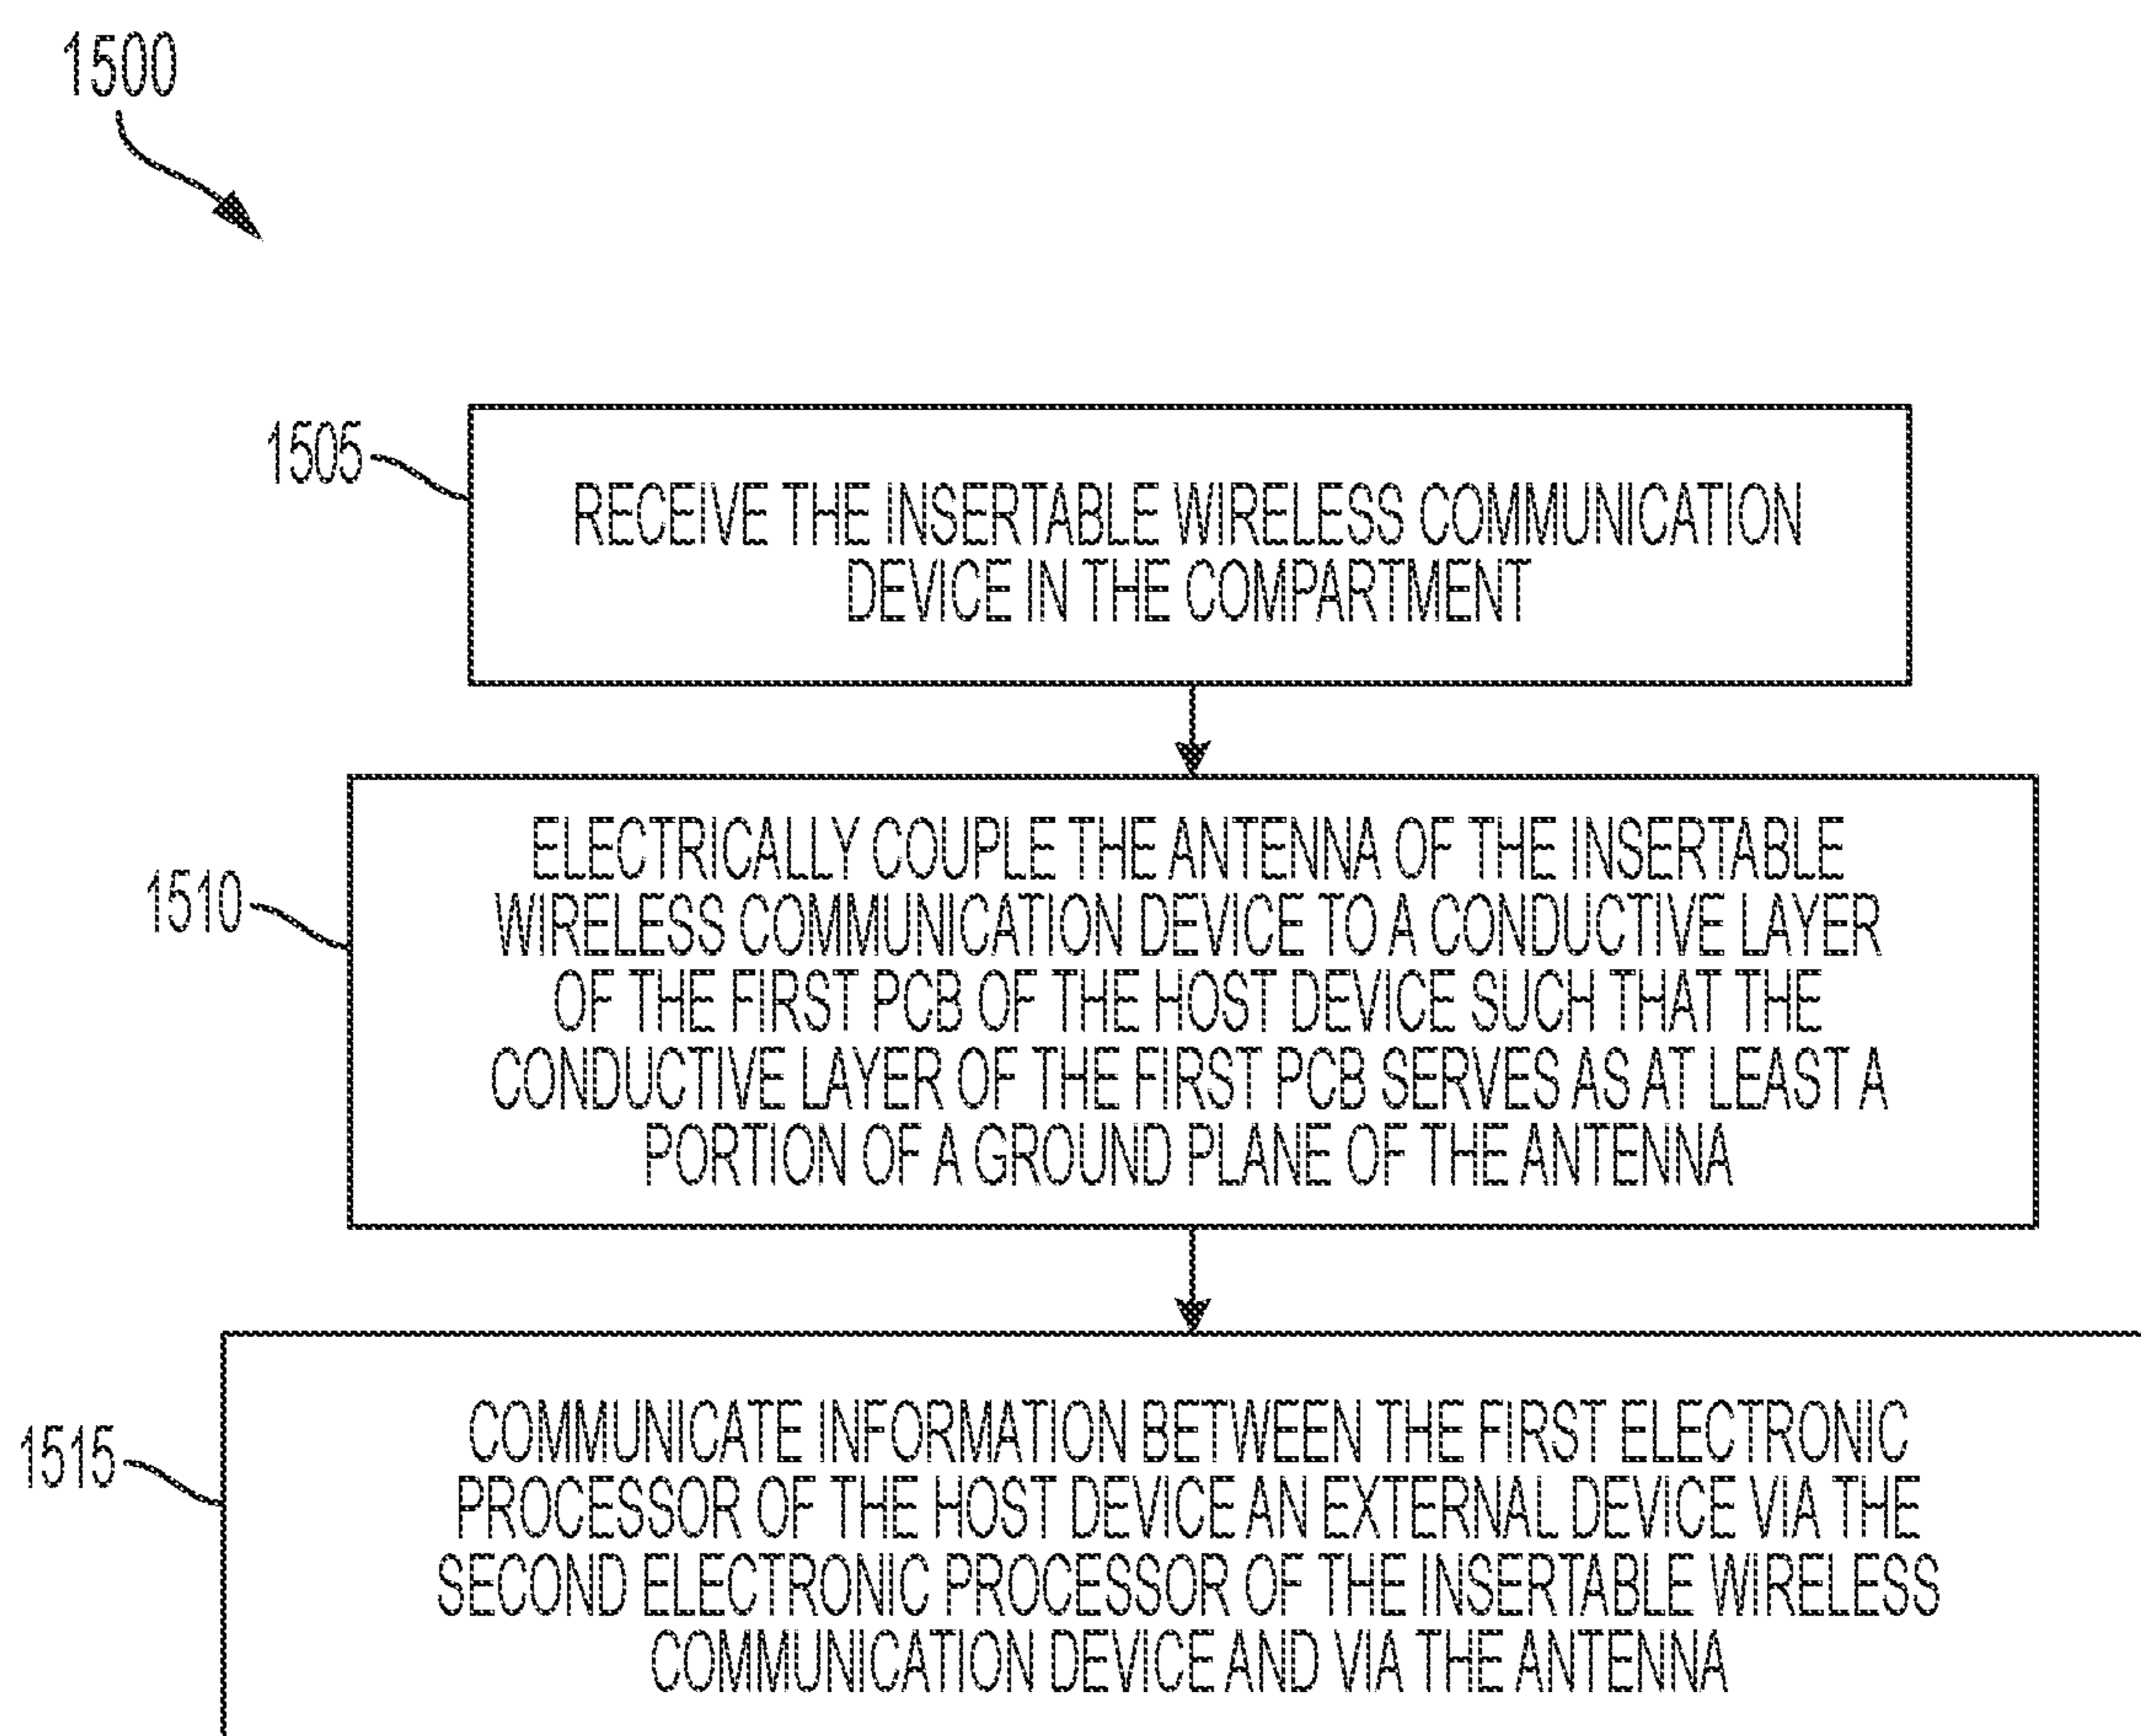 1500
1505
RECEIVE THE INSERTABLE WIRELESS COMMUNICATION
DEVICE IN THE COMPARTMENT
1510
ELECTRICALLY COUPLE THE ANTENNA OF THE INSERTABLE
WIRELESS COMMUNICATION DEVICE TO A CONDUCTIVE LAYER
OF THE FIRST PCB OF THE HOST DEVICE SUCH THAT THE
CONDUCTIVE LAYER OF THE FIRST PCB SERVES AS AT LEAST A
PORTION OF A GROUND PLANE OF THE ANTENNA
1515
COMMUNICATE INFORMATION BETWEEN THE FIRST ELECTRONIC
PROCESSOR OF THE HOST DEVICE AN EXTERNAL DEVICE VIA THE
SECOND ELECTRONIC PROCESSOR OF THE INSERTABLE WIRELESS
COMMUNICATION DEVICE AND VIA THE ANTENNA